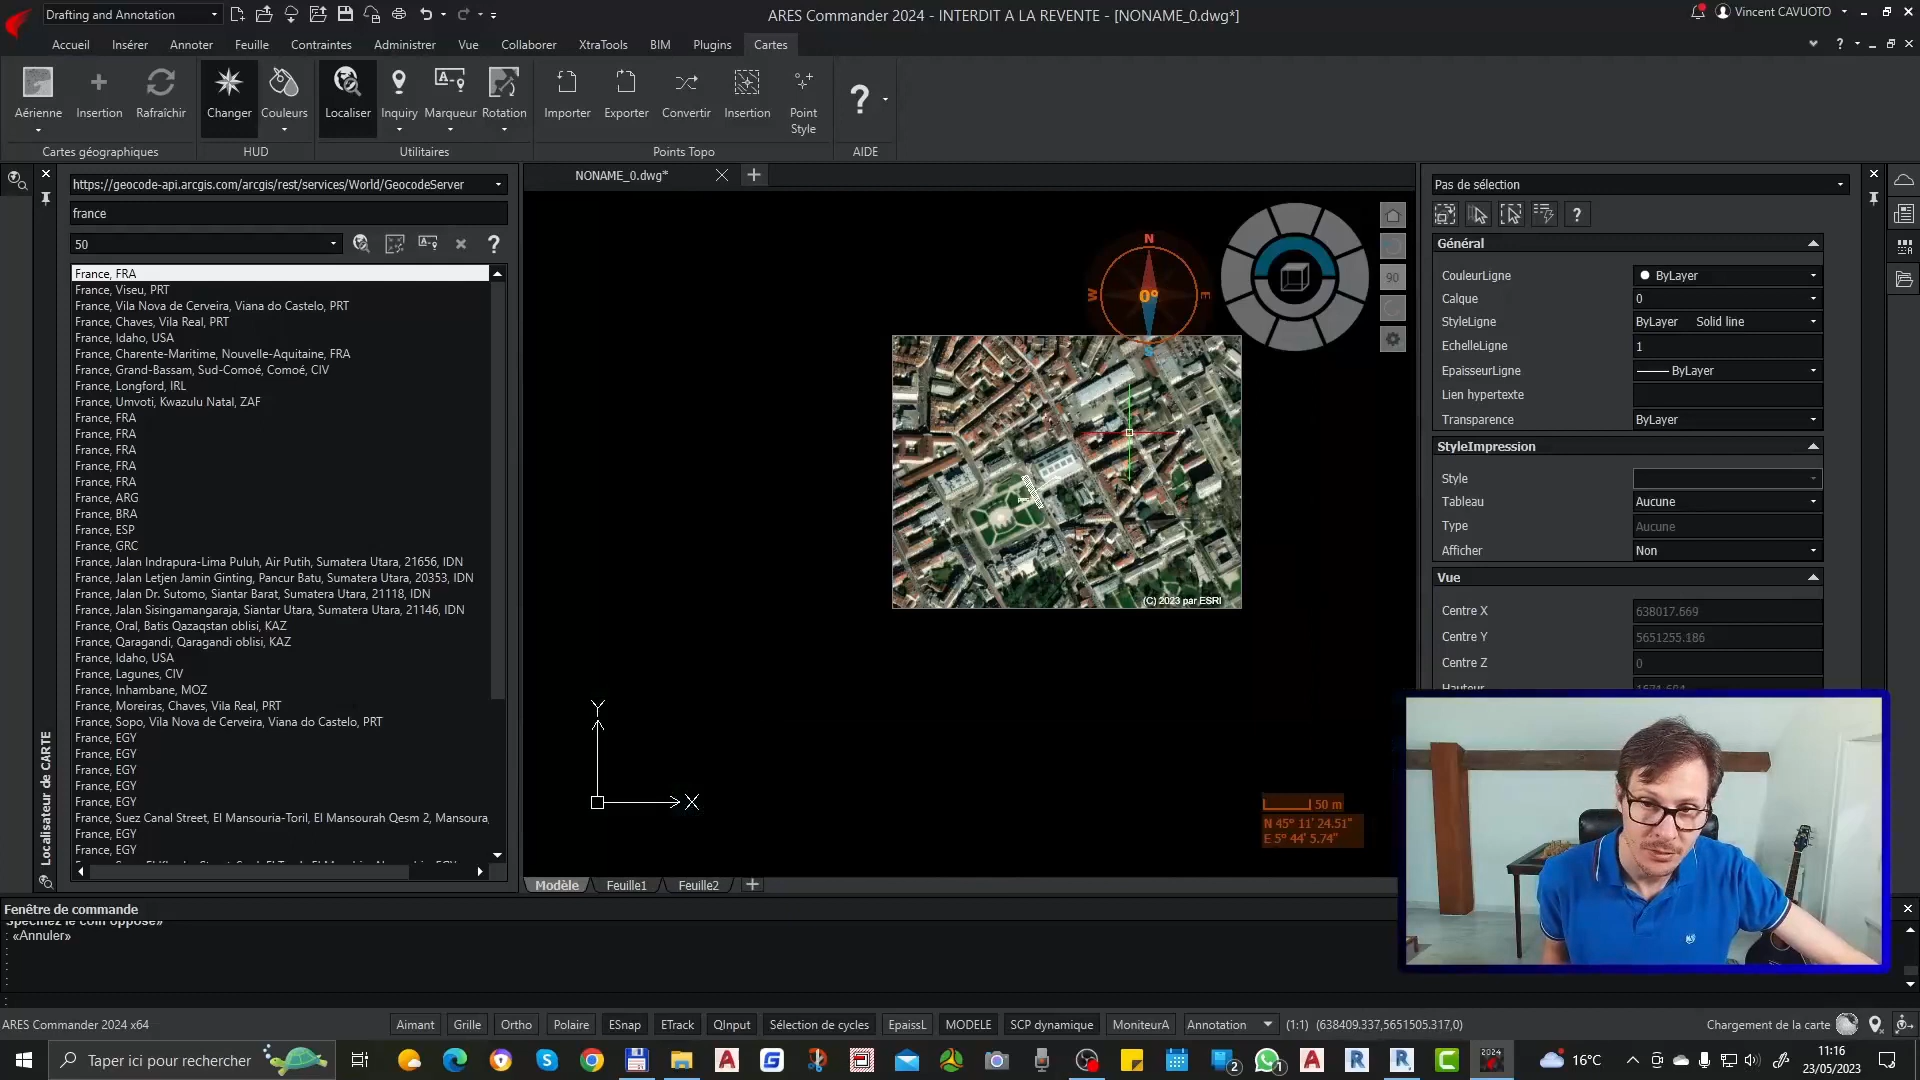 Drafting and Annotation
ARES Commander 2024 - INTERDIT A LA REVENTE - [NONAME_0.dwg*]
Vincent CAVUOTO
Accueil
Insérer
Annoter
Feuille
Contraintes
Administrer
Vue
Collaborer
XtraTools
BIM
Plugins
Cartes
Aérienne
Insertion
Rafraîchir
Changer
Couleurs
Localiser
Inquiry
Marqueur
Rotation
Importer
Exporter
Convertir
Insertion
Point
Style
Cartes géographiques
HUD
Utilitaires
Points Topo
AIDE
https://geocode-api.arcgis.com/arcgis/rest/services/World/GeocodeServer
france
50
France, FRA
France, Viseu, PRT
France, Vila Nova de Cerveira, Viana do Castelo, PRT
France, Chaves, Vila Real, PRT
France, Idaho, USA
France, Charente-Maritime, Nouvelle-Aquitaine, FRA
France, Grand-Bassam, Sud-Comoé, Comoé, CIV
France, Longford, IRL
France, Umvoti, Kwazulu Natal, ZAF
France, FRA
France, FRA
France, FRA
France, FRA
France, FRA
France, ARG
France, BRA
France, ESP
France, GRC
France, Jalan Indrapura-Lima Puluh, Air Putih, Sumatera Utara, 21656, IDN
France, Jalan Letjen Jamin Ginting, Pancur Batu, Sumatera Utara, 20353, IDN
France, Jalan Dr. Sutomo, Siantar Barat, Sumatera Utara, 21118, IDN
France, Jalan Sisingamangaraja, Siantar Utara, Sumatera Utara, 21146, IDN
France, Oral, Batis Qazaqstan oblisi, KAZ
France, Qaragandi, Qaragandi oblisi, KAZ
France, Idaho, USA
France, Lagunes, CIV
France, Inhambane, MOZ
France, Moreiras, Chaves, Vila Real, PRT
France, Sopo, Vila Nova de Cerveira, Viana do Castelo, PRT
France, EGY
France, EGY
France, EGY
France, EGY
France, EGY
France, Suez Canal Street, El Mansouria-Toril, El Mansourah Qesm 2, Mansoura,
France, EGY
France, EGY
Localisateur de CARTE
NONAME_0.dwg*
N
W
E
S
0°
90
(C) 2023 par ESRI
Y
X
50 m
N 45° 11' 24.51"
E 5° 44' 5.74"
Modèle
Feuille1
Feuille2
Pas de sélection
Général
CouleurLigne
ByLayer
Calque
0
StyleLigne
ByLayer Solid line
EchelleLigne
1
EpaisseurLigne
ByLayer
Lien hypertexte
Transparence
ByLayer
StyleImpression
Style
Tableau
Aucune
Type
Aucune
Afficher
Non
Vue
Centre X
638017.669
Centre Y
5651255.186
Centre Z
0
Hauteur
Fenêtre de commande
Spécifiez le coin opposé»
: «Annuler»
:
:
:
:
ARES Commander 2024 x64
Aimant
Grille
Ortho
Polaire
ESnap
ETrack
QInput
Sélection de cycles
EpaissL
MODELE
SCP dynamique
MoniteurA
Annotation
(1:1)
(638409.337,5651505.317,0)
Chargement de la carte
Taper ici pour rechercher
16°C
11:16
23/05/2023